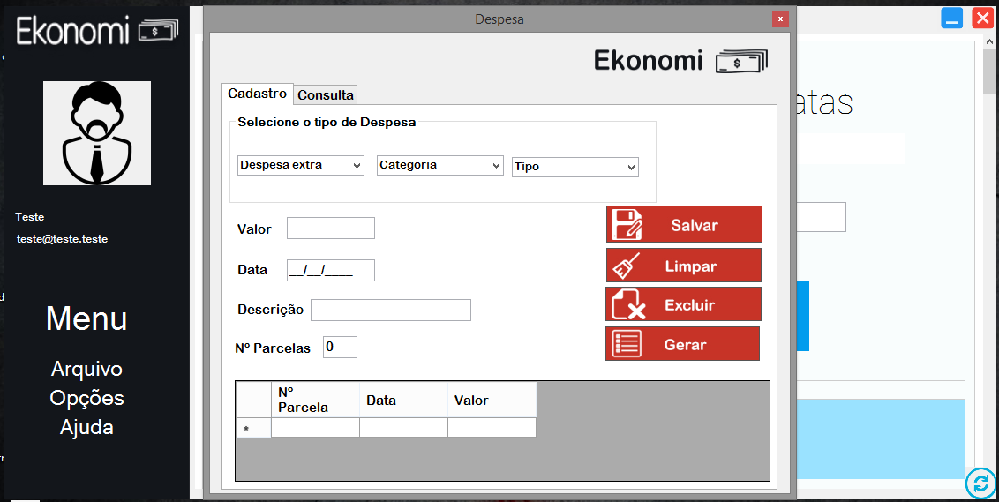 Ekonomi
Teste
teste@teste.teste
Menu
Arquivo
Opções
Ajuda
Despesa
Ekonomi
Cadastro
Consulta
Selecione o tipo de Despesa
Despesa extra
Categoria
Tipo
Valor
Data
__/__/____
Descrição
Nº Parcelas
0
Salvar
Limpar
Excluir
Gerar
Nº
Parcela
Data
Valor
*
atas